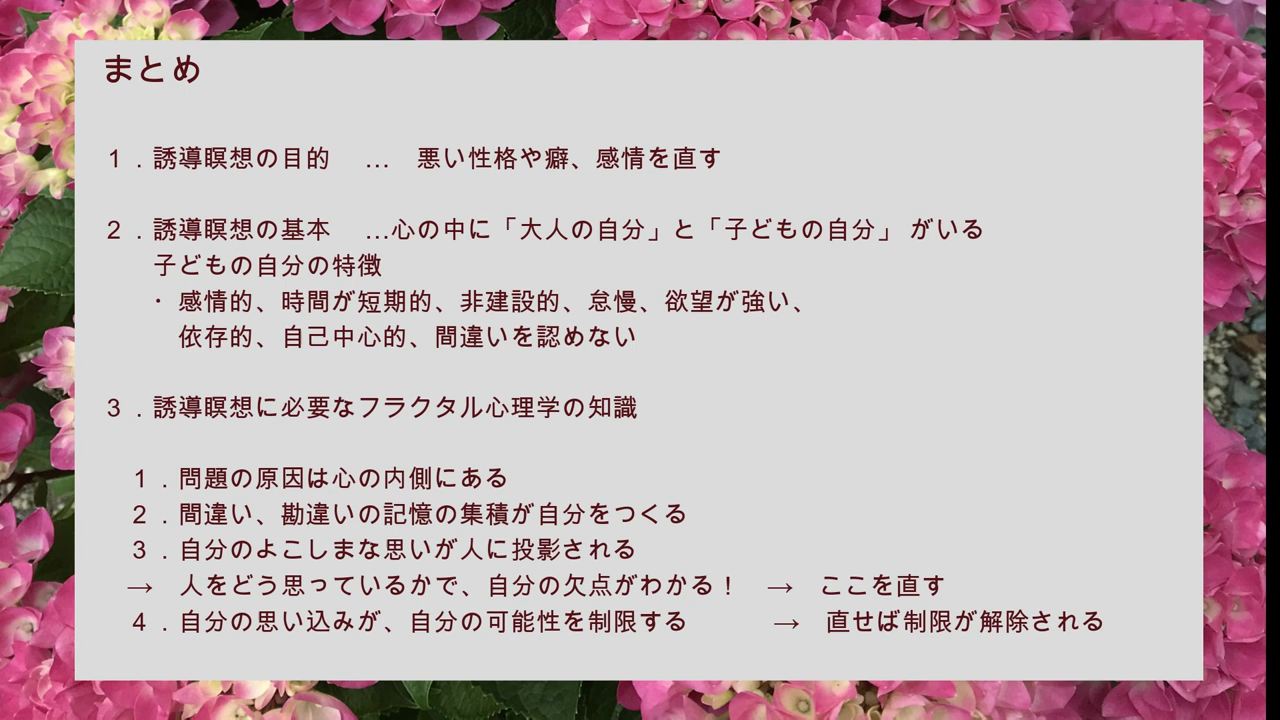 まとめ
1．誘導瞑想の目的　…　悪い性格や癖、感情を直す
2．誘導瞑想の基本　…心の中に「大人の自分」と「子どもの自分」 がいる
子どもの自分の特徴
・ 感情的、時間が短期的、非建設的、怠慢、欲望が強い、
依存的、自己中心的、間違いを認めない
3．誘導瞑想に必要なフラクタル心理学の知識
1．問題の原因は心の内側にある
2．間違い、勘違いの記憶の集積が自分をつくる
3．自分のよこしまな思いが人に投影される
→　人をどう思っているかで、自分の欠点がわかる！　→　ここを直す
4．自分の思い込みが、自分の可能性を制限する　　　→　直せば制限が解除される